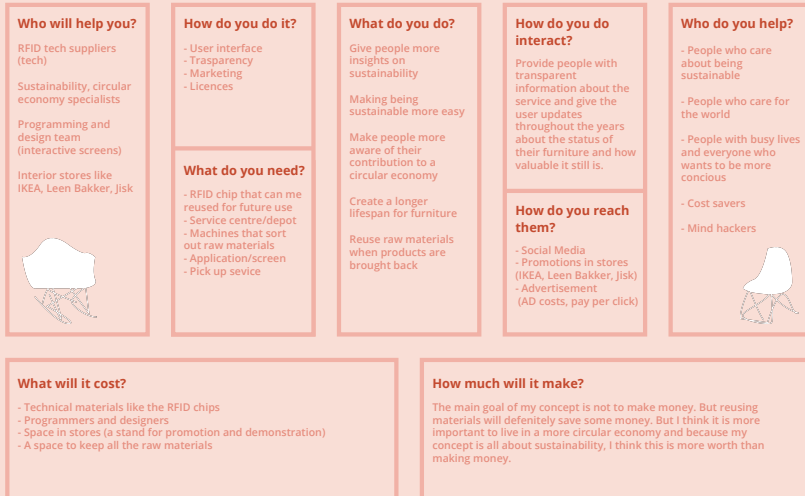 Who will help you?
RFID tech suppliers
(tech)
Sustainability, circular
economy specialists
Programming and
design team
(interactive screens)
Interior stores like
IKEA, Leen Bakker, Jisk
How do you do it?
- User interface
- Trasparency
- Marketing
- Licences
What do you need?
- RFID chip that can me
reused for future use
- Service centre/depot
- Machines that sort
out raw materials
- Application/screen
- Pick up sevice
What do you do?
Give people more
insights on
sustainability
Making being
sustainable more easy
Make people more
aware of their
contribution to a
circular economy
Create a longer
lifespan for furniture
Reuse raw materials
when products are
brought back
How do you do
interact?
Provide people with
transparent
information about the
service and give the
user updates
throughout the years
about the status of
their furniture and how
valuable it still is.
How do you reach
them?
- Social Media
- Promotions in stores
(IKEA, Leen Bakker, Jisk)
- Advertisement
(AD costs, pay per click)
Who do you help?
- People who care
about being
sustainable
- People who care for
the world
- People with busy lives
and everyone who
wants to be more
concious
- Cost savers
- Mind hackers
What will it cost?
- Technical materials like the RFID chips
- Programmers and designers
- Space in stores (a stand for promotion and demonstration)
- A space to keep all the raw materials
How much will it make?
The main goal of my concept is not to make money. But reusing
materials will defenitely save some money. But I think it is more
important to live in a more circular economy and because my
concept is all about sustainability, I think this is more worth than
making money.